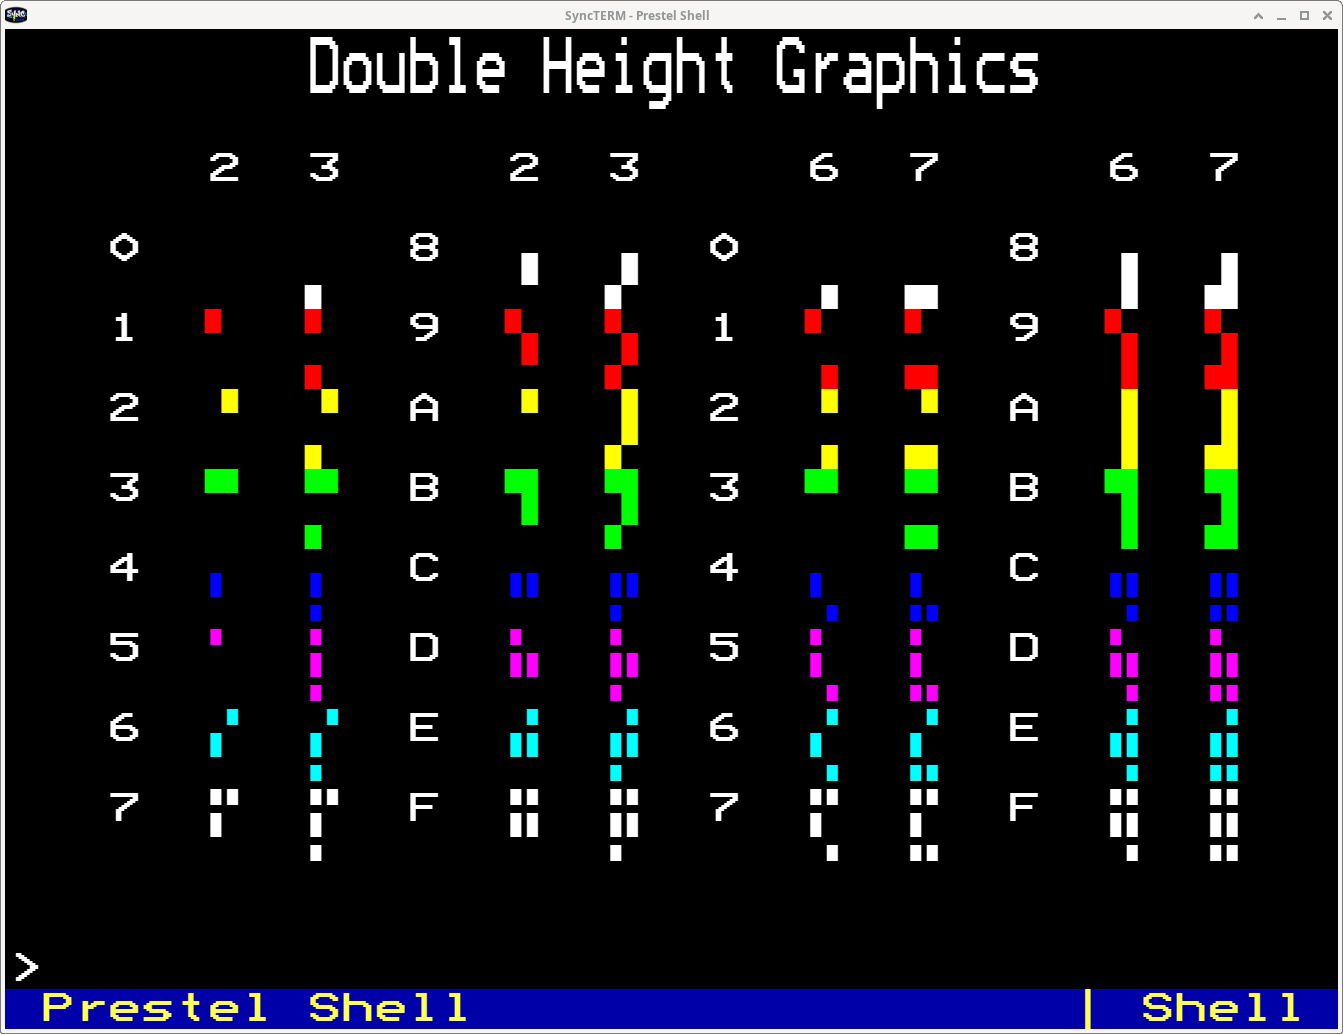 SyncTERM - Prestel Shell
Double Height Graphics
2 3 2 3 6 7 6 7
0 8 0 8
1 9 1 9
2 A 2 A
3 B 3 B
4 C 4 C
5 D 5 D
6 E 6 E
7 F 7 F
>
Prestel Shell | Shell